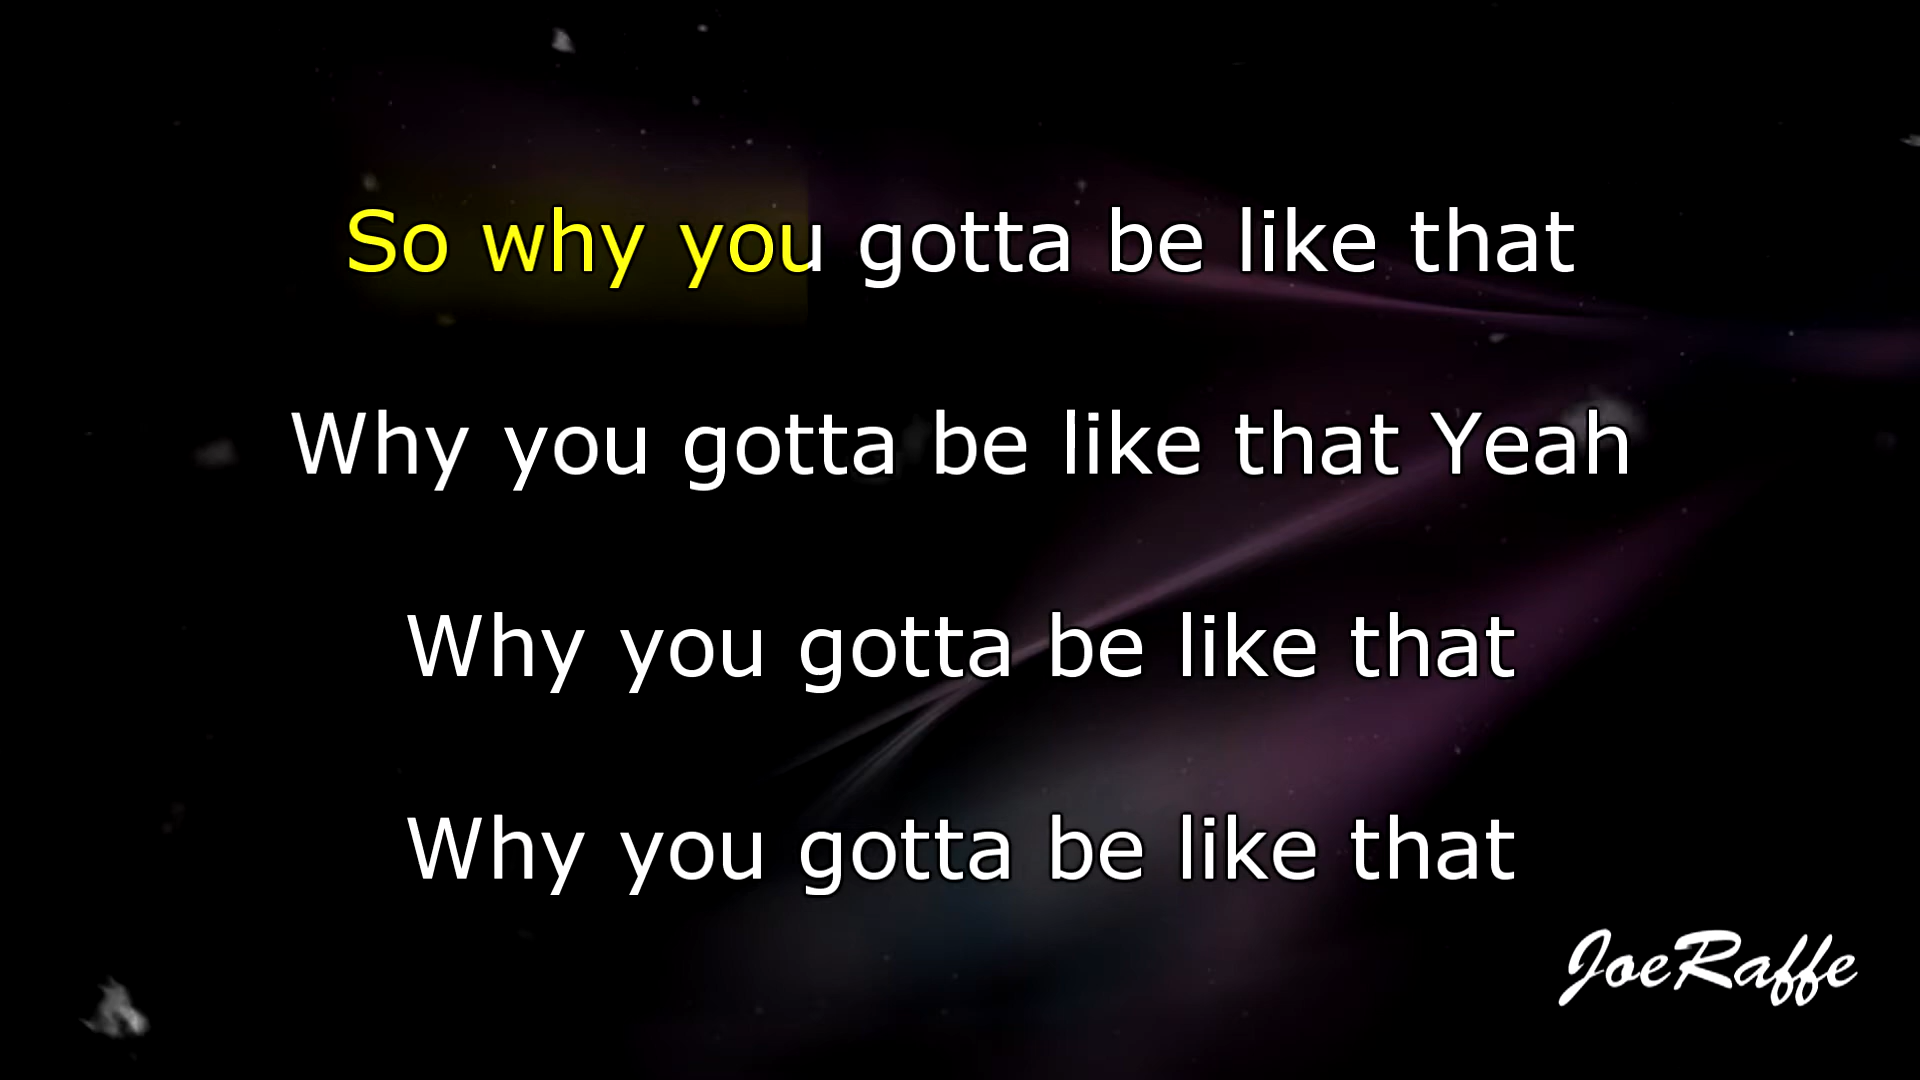 So why you gotta be like that
Why you gotta be like that Yeah
Why you gotta be like that
Why you gotta be like that
JoeRaffe